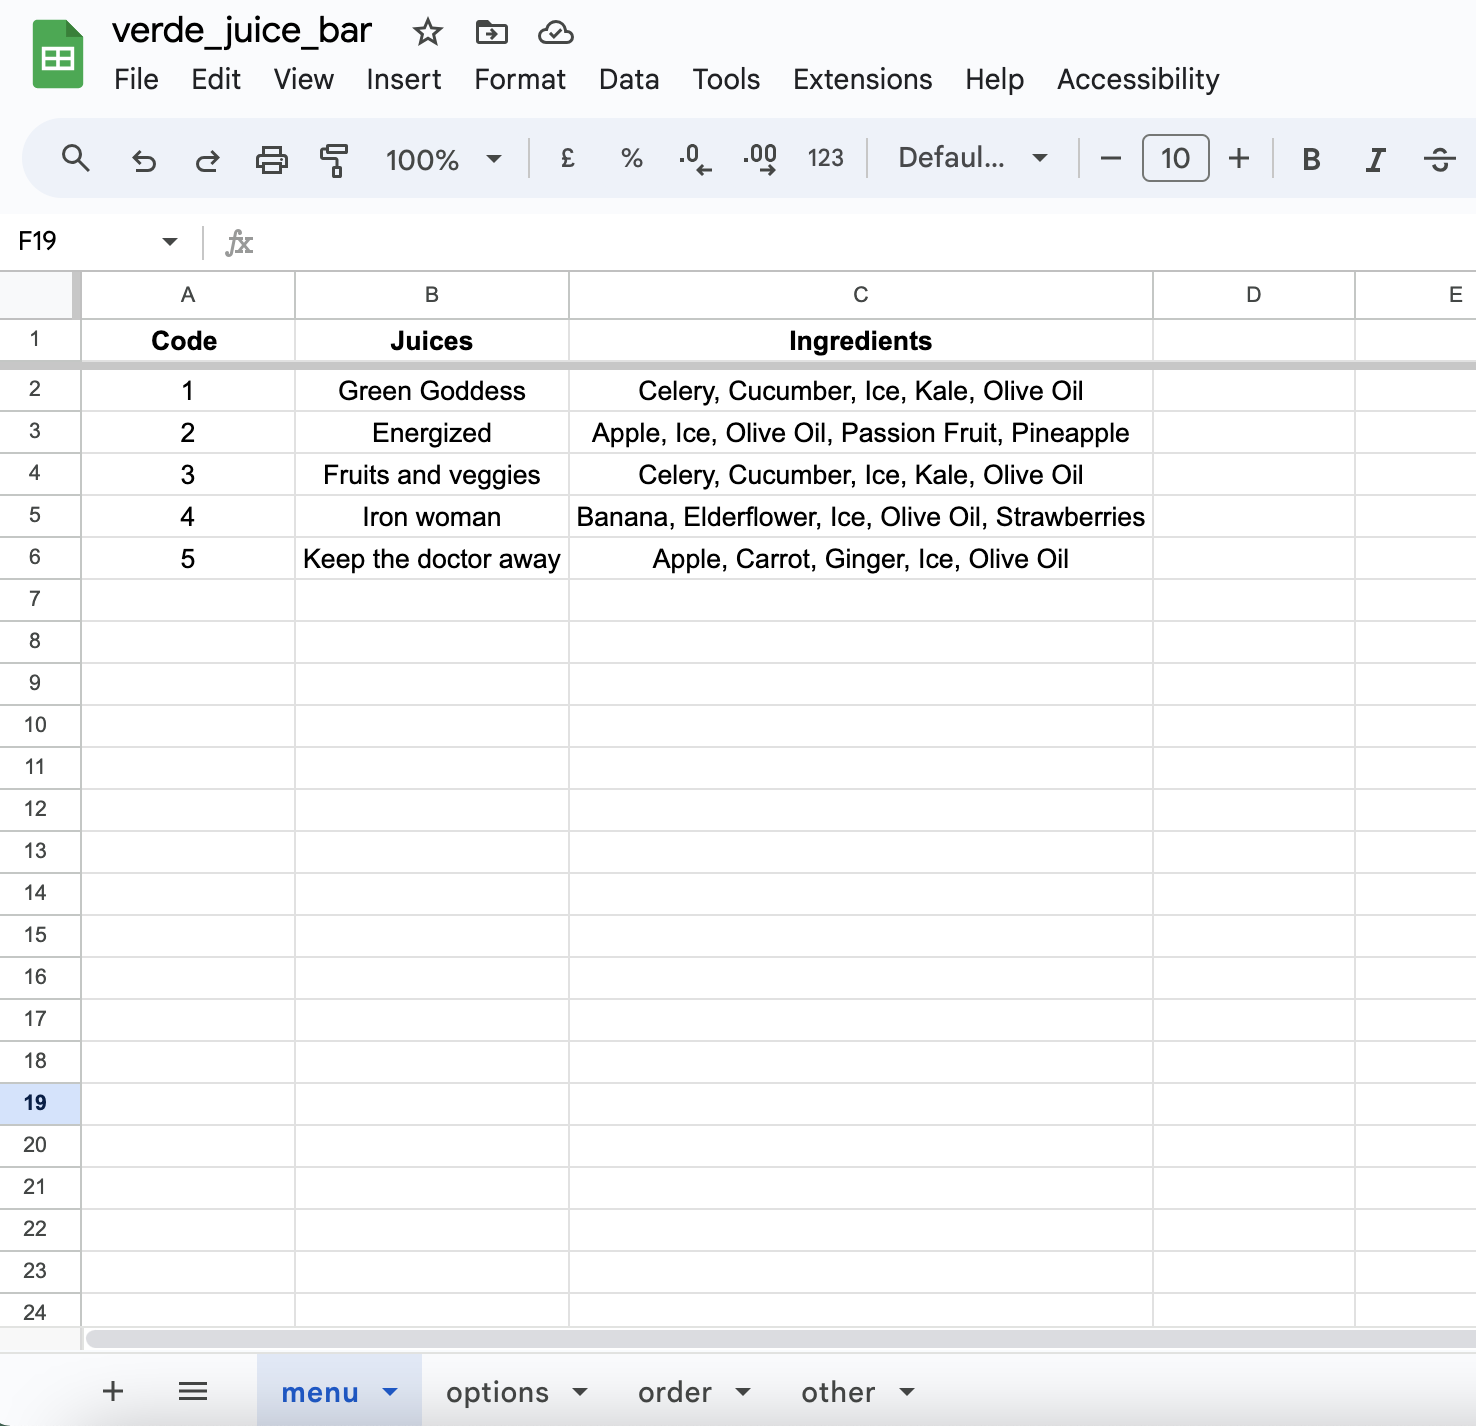 verde_juice_bar
File Edit View Insert Format Data Tools Extensions Help Accessibility
100% £ % .0 .00 123 Defaul... 10 B I S
F19 fx
A B C D E
1 Code Juices Ingredients
2 1 Green Goddess Celery, Cucumber, Ice, Kale, Olive Oil
3 2 Energized Apple, Ice, Olive Oil, Passion Fruit, Pineapple
4 3 Fruits and veggies Celery, Cucumber, Ice, Kale, Olive Oil
5 4 Iron woman Banana, Elderflower, Ice, Olive Oil, Strawberries
6 5 Keep the doctor away Apple, Carrot, Ginger, Ice, Olive Oil
7
8
9
10
11
12
13
14
15
16
17
18
19
20
21
22
23
24
menu options order other